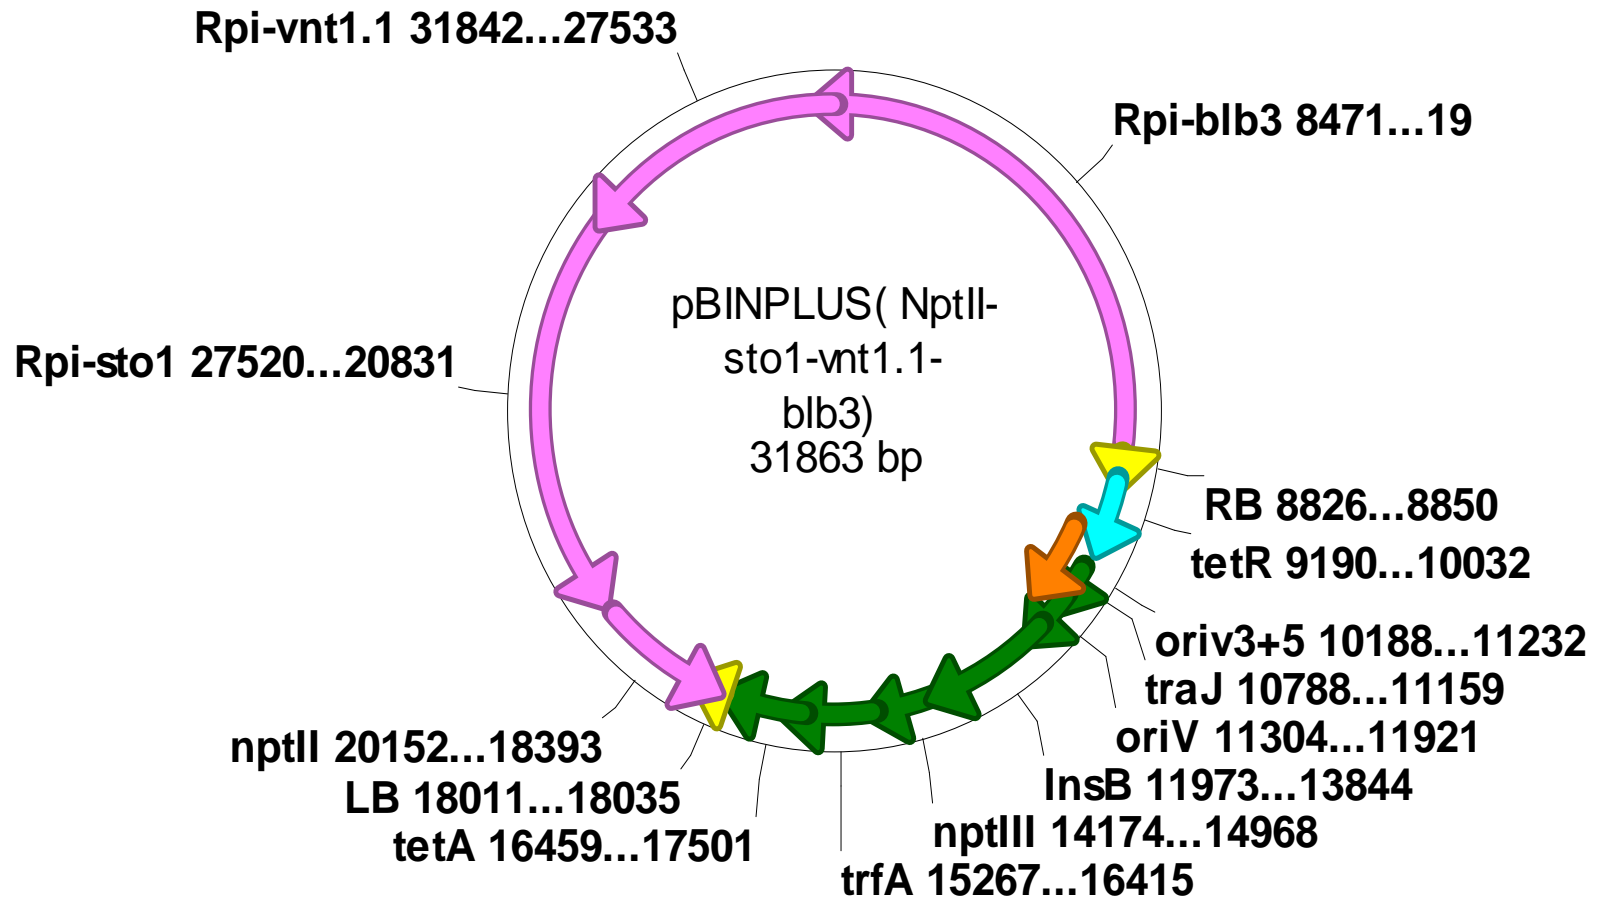 Rpi-vnt1.1 31842...27533
Rpi-blb3 8471...19
pBINPLUS( NptII-
sto1-vnt1.1-
blb3)
31863 bp
Rpi-sto1 27520...20831
RB 8826...8850
tetR 9190...10032
oriv3+5 10188...11232
traJ 10788...11159
oriV 11304...11921
InsB 11973...13844
nptIII 14174...14968
trfA 15267...16415
nptII 20152...18393
LB 18011...18035
tetA 16459...17501